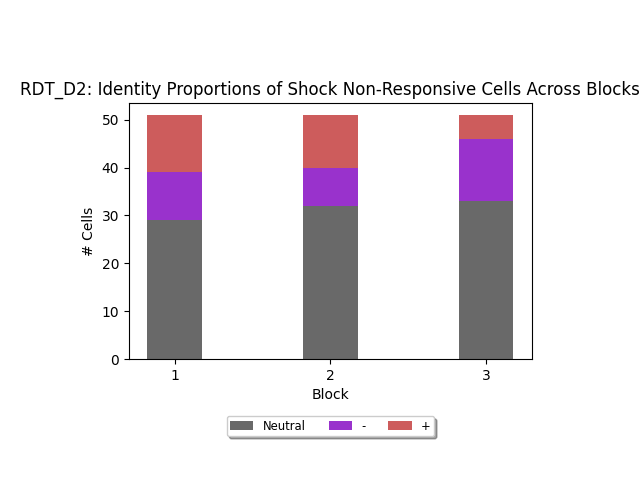 RDT_D2: Identity Proportions of Shock Non-Responsive Cells Across Blocks
50
40
30
20
10
0
# Cells
1 2 3
Block
Neutral - +